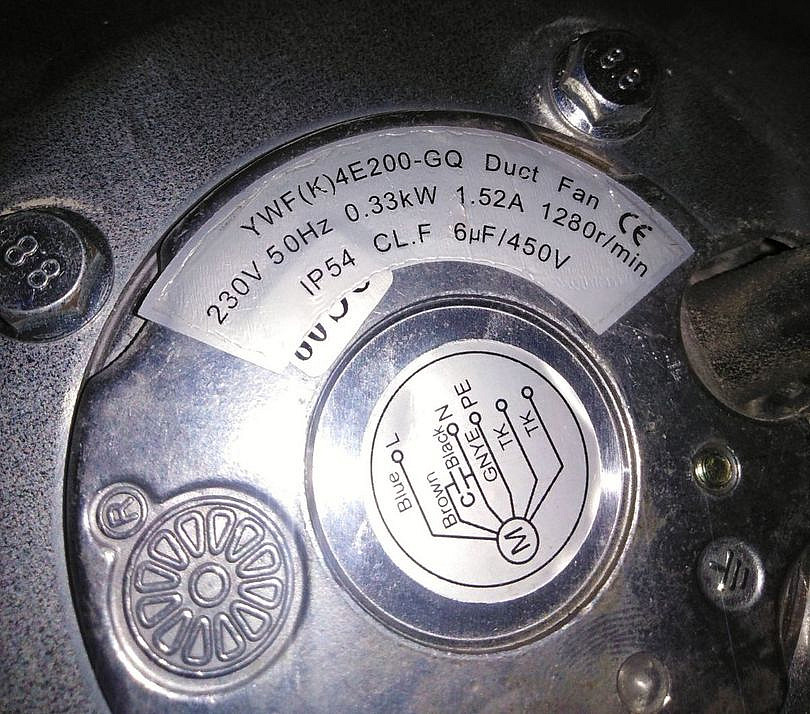 YWF(K)4E200-GQ Duct Fan
230V 50Hz 0.33kW 1.52A 1280r/min CE
IP54 CL.F 6µF/450V
Blue L
Brown C
Black N
GNYE PE
TK
TK
M
R
8.8
8.8